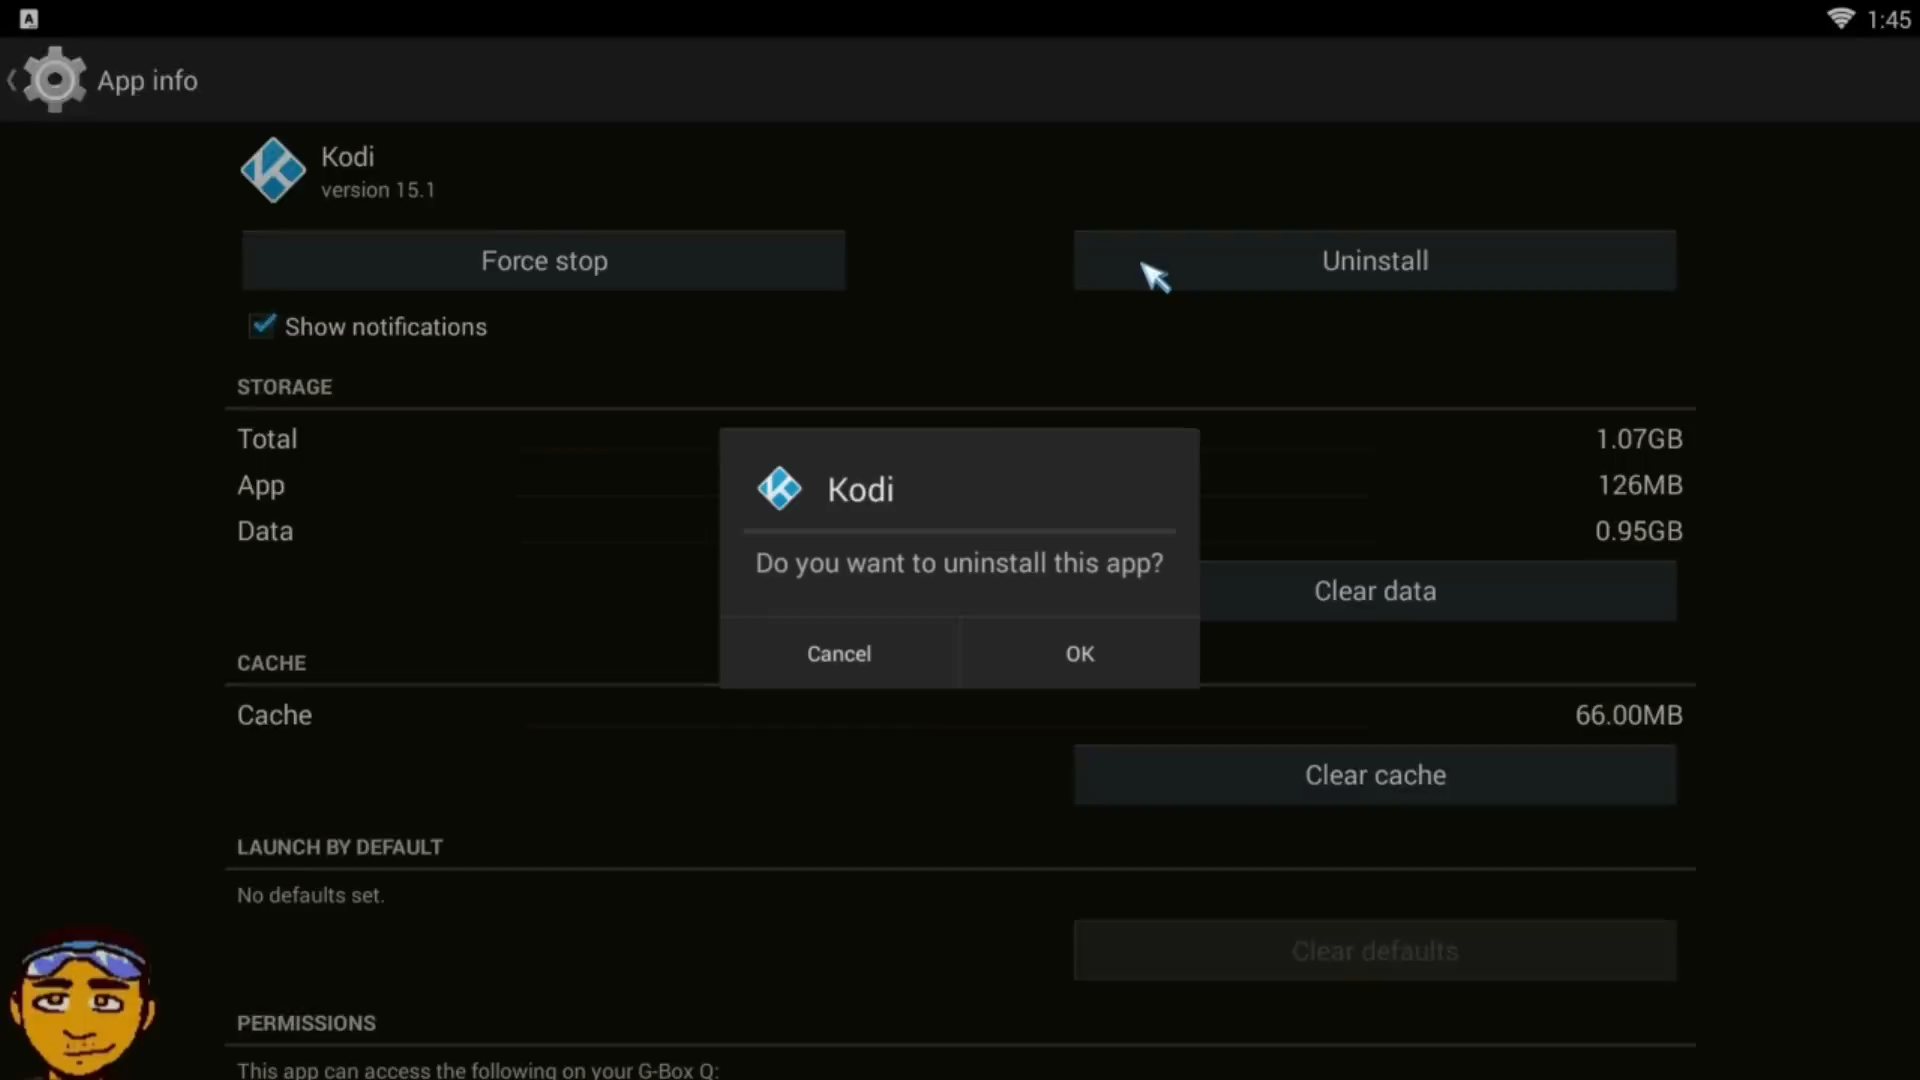 A
1:45
App info
Kodi
version 15.1
Force stop
Uninstall
Show notifications
STORAGE
Total
1.07GB
App
126MB
Data
0.95GB
Kodi
Do you want to uninstall this app?
Cancel
OK
Clear data
CACHE
Cache
66.00MB
Clear cache
LAUNCH BY DEFAULT
No defaults set.
Clear defaults
PERMISSIONS
This app can access the following on your G-Box Q: